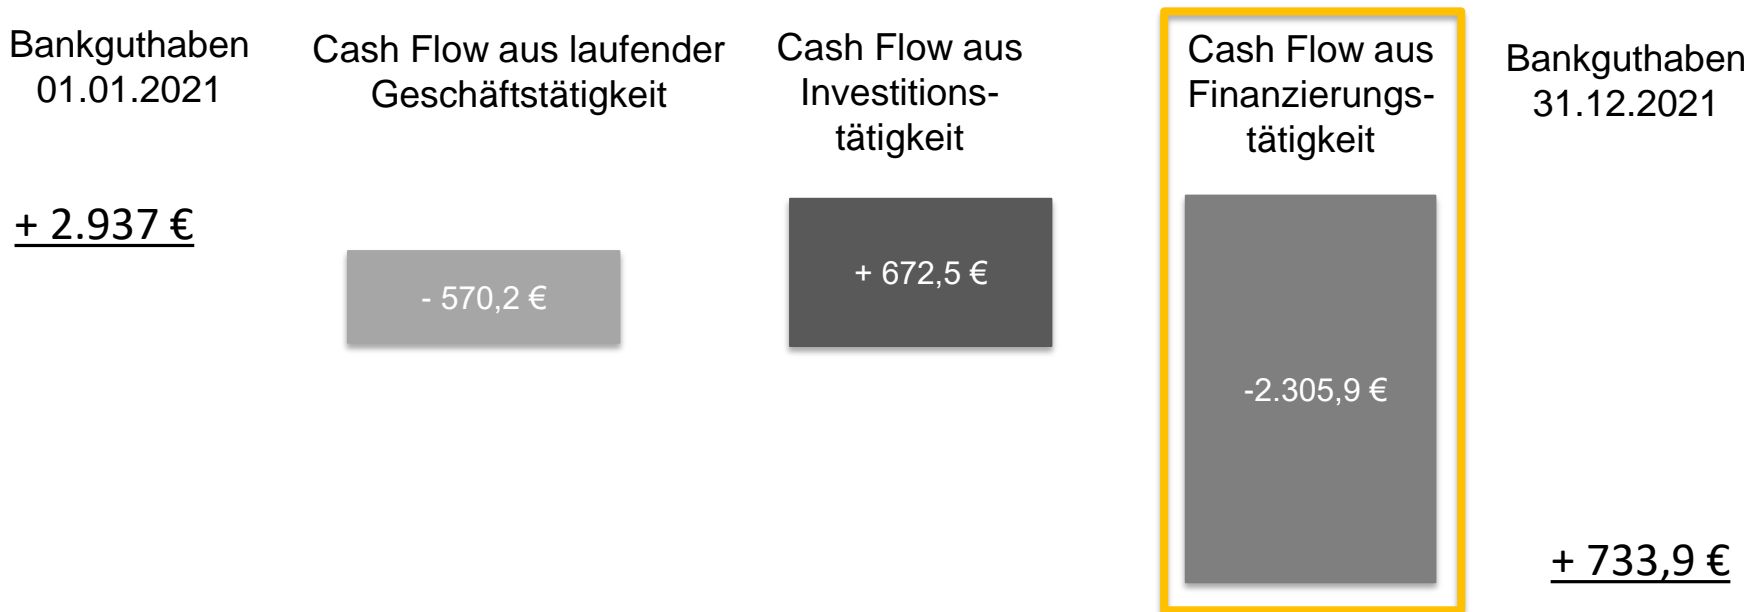 Bankguthaben
01.01.2021
Cash Flow aus laufender
Geschäftstätigkeit
Cash Flow aus
Investitions-
tätigkeit
Cash Flow aus
Finanzierungs-
tätigkeit
Bankguthaben
31.12.2021
+ 2.937 €
- 570,2 €
+ 672,5 €
-2.305,9 €
+ 733,9 €